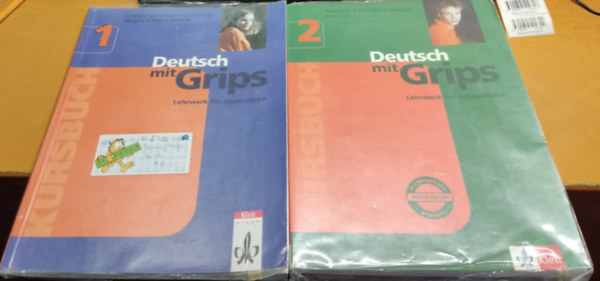 1
Deutsch
mit Grips
Lehrwerk für Jugendliche
KURSBUCH
Klett
2
Deutsch
mit Grips
Lehrwerk für Jugendliche
KURSBUCH
Klett